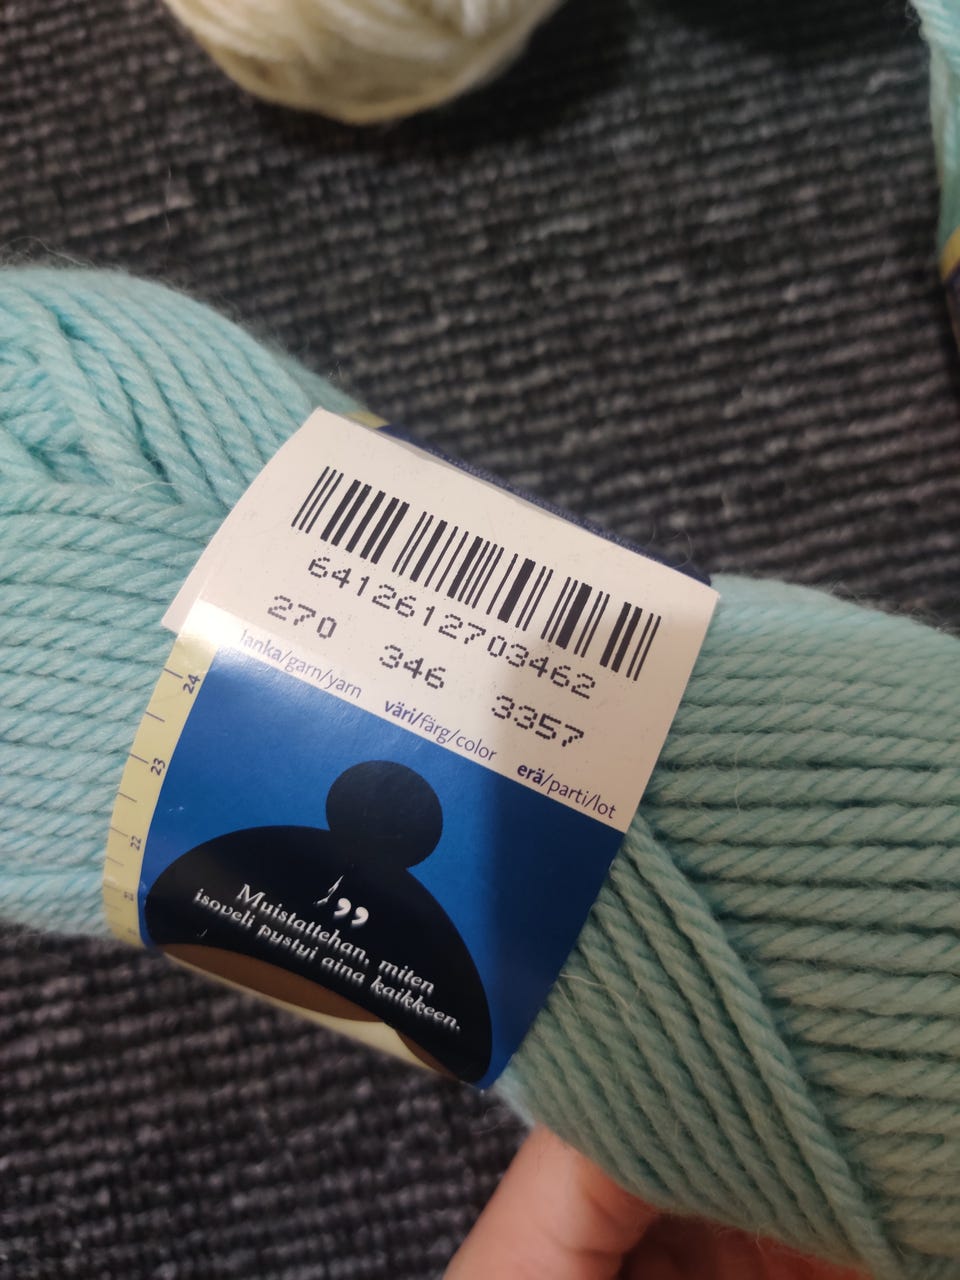 6412612703462
270 346 3357
lanka/garn/yarn väri/färg/color erä/parti/lot
24
23
22
”
Muistattehan, miten
isoveli pystyi aina kaikkeen.